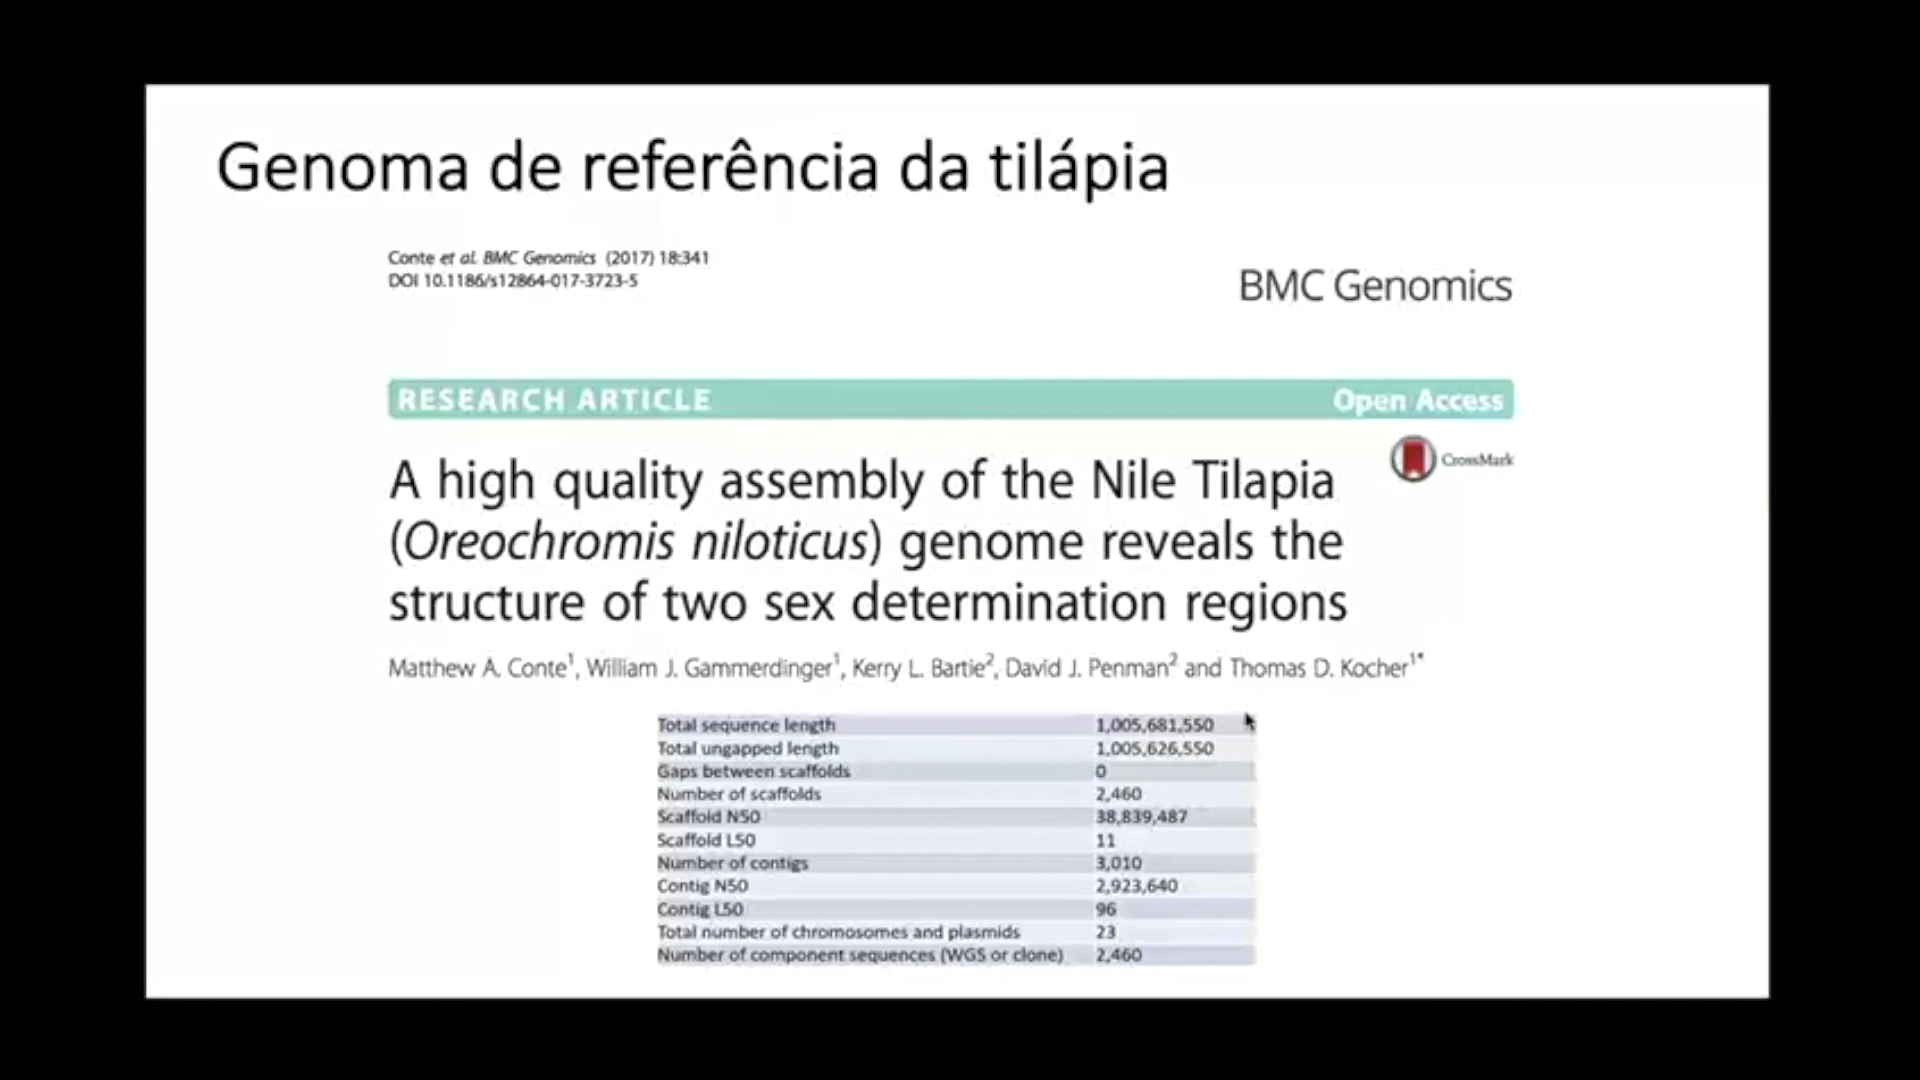 Genoma de referência da tilápia
Conte et al. BMC Genomics (2017) 18:341
DOI 10.1186/s12864-017-3723-5
BMC Genomics
RESEARCH ARTICLE
Open Access
CrossMark
A high quality assembly of the Nile Tilapia
(Oreochromis niloticus) genome reveals the
structure of two sex determination regions
Matthew A. Conte1, William J. Gammerdinger1, Kerry L. Bartie2, David J. Penman2 and Thomas D. Kocher1*
Total sequence length 1,005,681,550
Total ungapped length 1,005,626,550
Gaps between scaffolds 0
Number of scaffolds 2,460
Scaffold N50 38,839,487
Scaffold L50 11
Number of contigs 3,010
Contig N50 2,923,640
Contig L50 96
Total number of chromosomes and plasmids 23
Number of component sequences (WGS or clone) 2,460